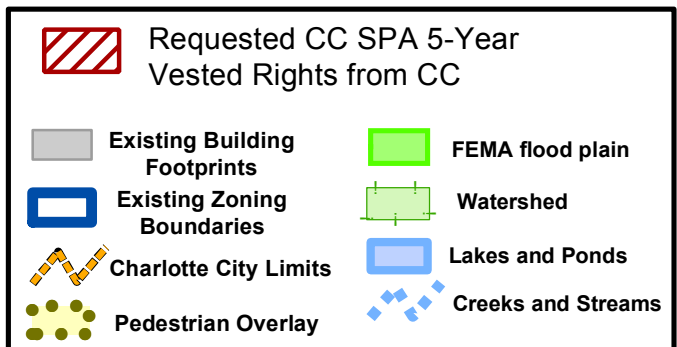 Requested CC SPA 5-Year
Vested Rights from CC
Existing Building
Footprints
Existing Zoning
Boundaries
Charlotte City Limits
Pedestrian Overlay
FEMA flood plain
Watershed
Lakes and Ponds
Creeks and Streams